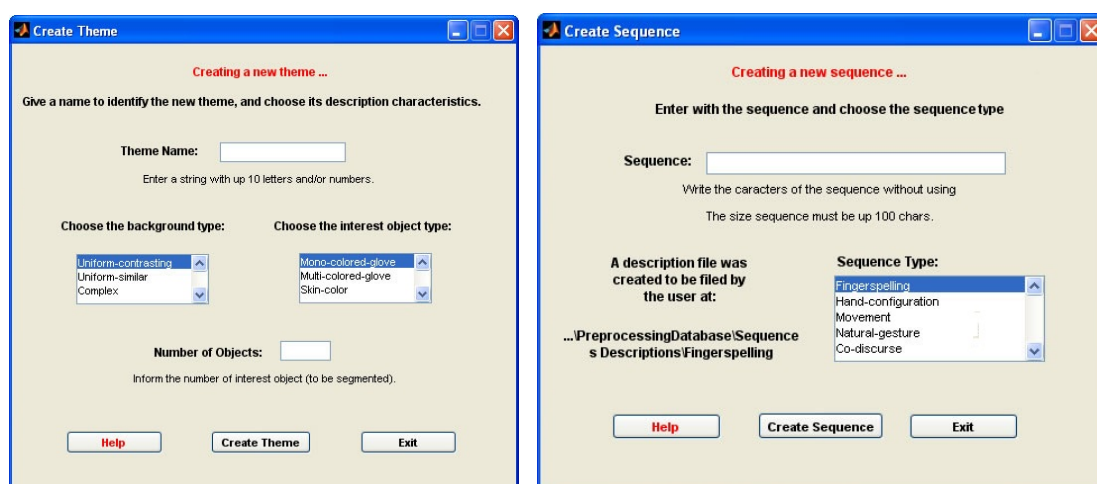 Create Theme
Creating a new theme ...
Give a name to identify the new theme, and choose its description characteristics.
Theme Name:
Enter a string with up 10 letters and/or numbers.
Choose the background type:
Uniform-contrasting
Uniform-similar
Complex
Choose the interest object type:
Mono-colored-glove
Multi-colored-glove
Skin-color
Number of Objects:
Inform the number of interest object (to be segmented).
Help
Create Theme
Exit
Create Sequence
Creating a new sequence ...
Enter with the sequence and choose the sequence type
Sequence:
Write the caracters of the sequence without using
The size sequence must be up 100 chars.
A description file was
created to be filed by
the user at:
...\PreprocessingDatabase\Sequence
s Descriptions\Fingerspelling
Sequence Type:
Fingerspelling
Hand-configuration
Movement
Natural-gesture
Co-discurse
Help
Create Sequence
Exit